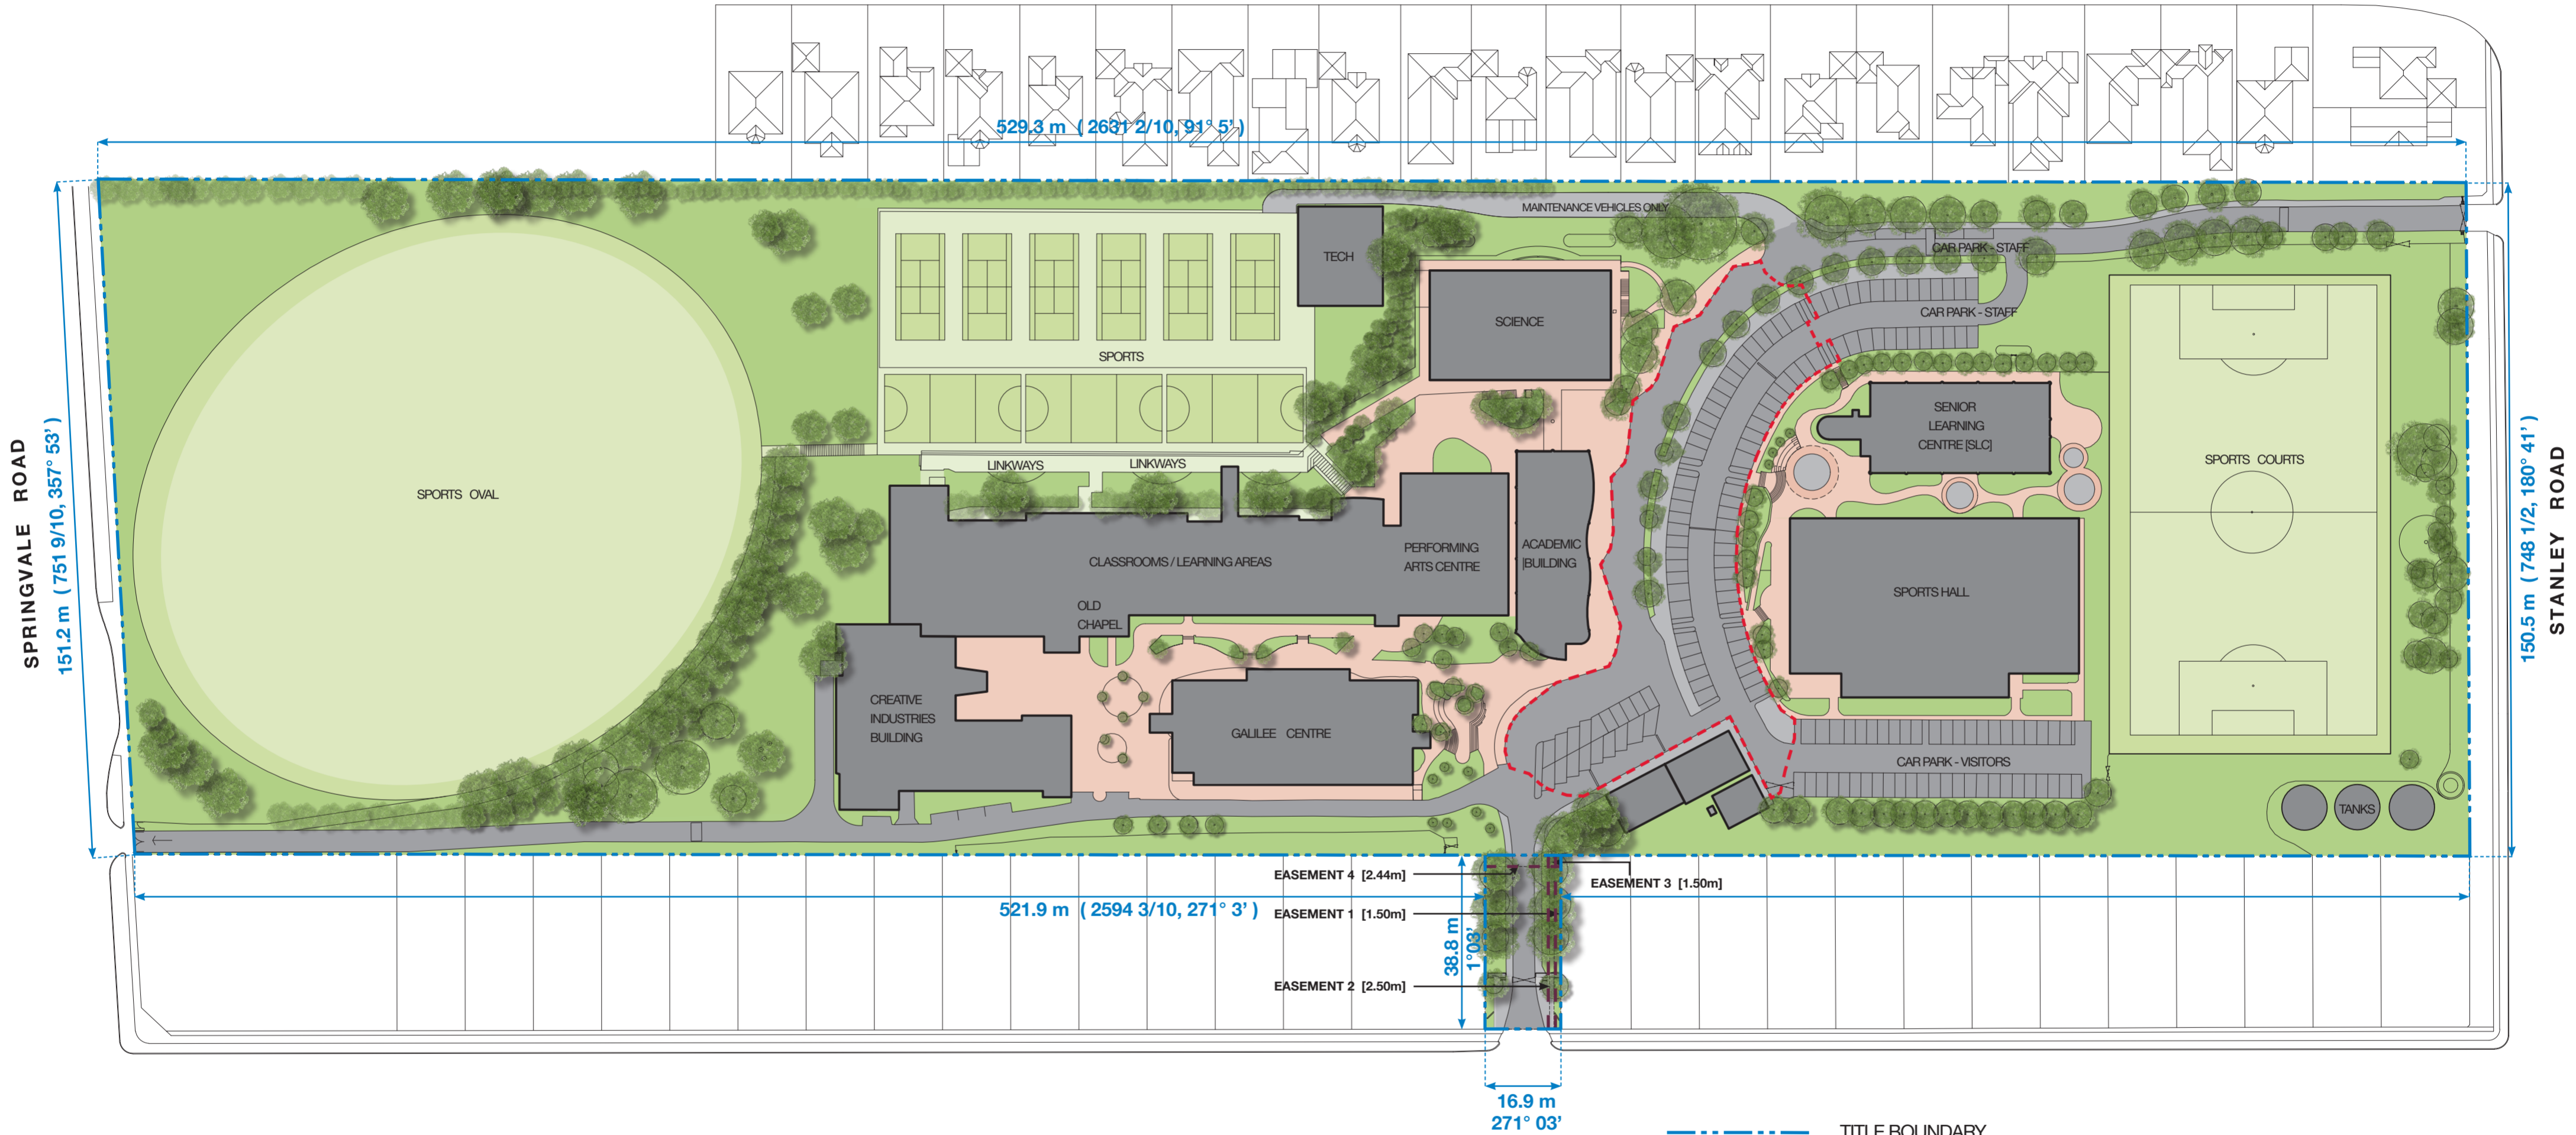 529.3 m ( 2631 2/10, 91° 5’ )
MAINTENANCE VEHICLES ONLY
TECH
CAR PARK - STAFF
CAR PARK - STAFF
SCIENCE
SPORTS
SENIOR
LEARNING
CENTRE [SLC]
SPORTS COURTS
LINKWAYS
LINKWAYS
SPORTS OVAL
SPRINGVALE ROAD
151.2 m ( 751 9/10, 357° 53’ )
150.5 m ( 748 1/2, 180° 41’ )
STANLEY ROAD
CLASSROOMS / LEARNING AREAS
PERFORMING
ARTS CENTRE
ACADEMIC
BUILDING
SPORTS HALL
OLD
CHAPEL
CREATIVE
INDUSTRIES
BUILDING
GALILEE CENTRE
CAR PARK - VISITORS
TANKS
EASEMENT 4 [2.44m]
EASEMENT 3 [1.50m]
521.9 m ( 2594 3/10, 271° 3’ )
EASEMENT 1 [1.50m]
38.8 m
1°03’
EASEMENT 2 [2.50m]
16.9 m
271° 03’
TITLE BOUNDARY